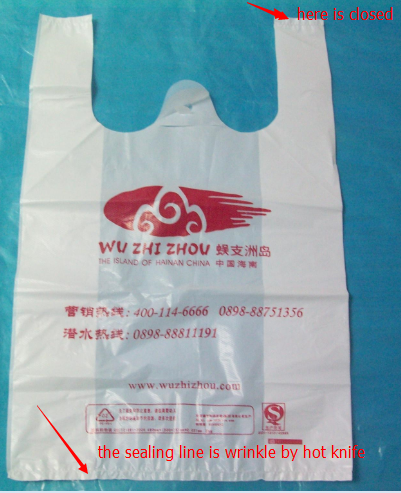 here is closed
WU ZHI ZHOU 蜈支洲岛
THE ISLAND OF HAINAN CHINA 中国海南
营销热线: 400-114-6666 0898-88751356
潜水热线: 0898-88811191
www.wuzhizhou.com
the sealing line is wrinkle by hot knife